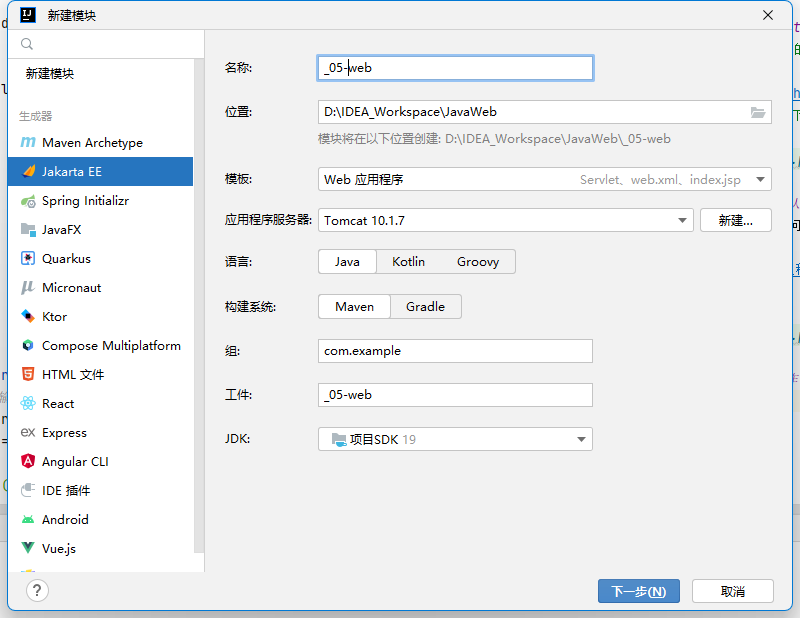 新建模块
新建模块
生成器
Maven Archetype
Jakarta EE
Spring Initializr
JavaFX
Quarkus
Micronaut
Ktor
Compose Multiplatform
HTML 文件
React
Express
Angular CLI
IDE 插件
Android
Vue.js
名称: _05-web
位置: D:\IDEA_Workspace\JavaWeb
模块将在以下位置创建: D:\IDEA_Workspace\JavaWeb\_05-web
模板: Web 应用程序 Servlet、web.xml、index.jsp
应用程序服务器: Tomcat 10.1.7 新建...
语言: Java Kotlin Groovy
构建系统: Maven Gradle
组: com.example
工件: _05-web
JDK: 项目SDK 19
? 下一步(N) 取消